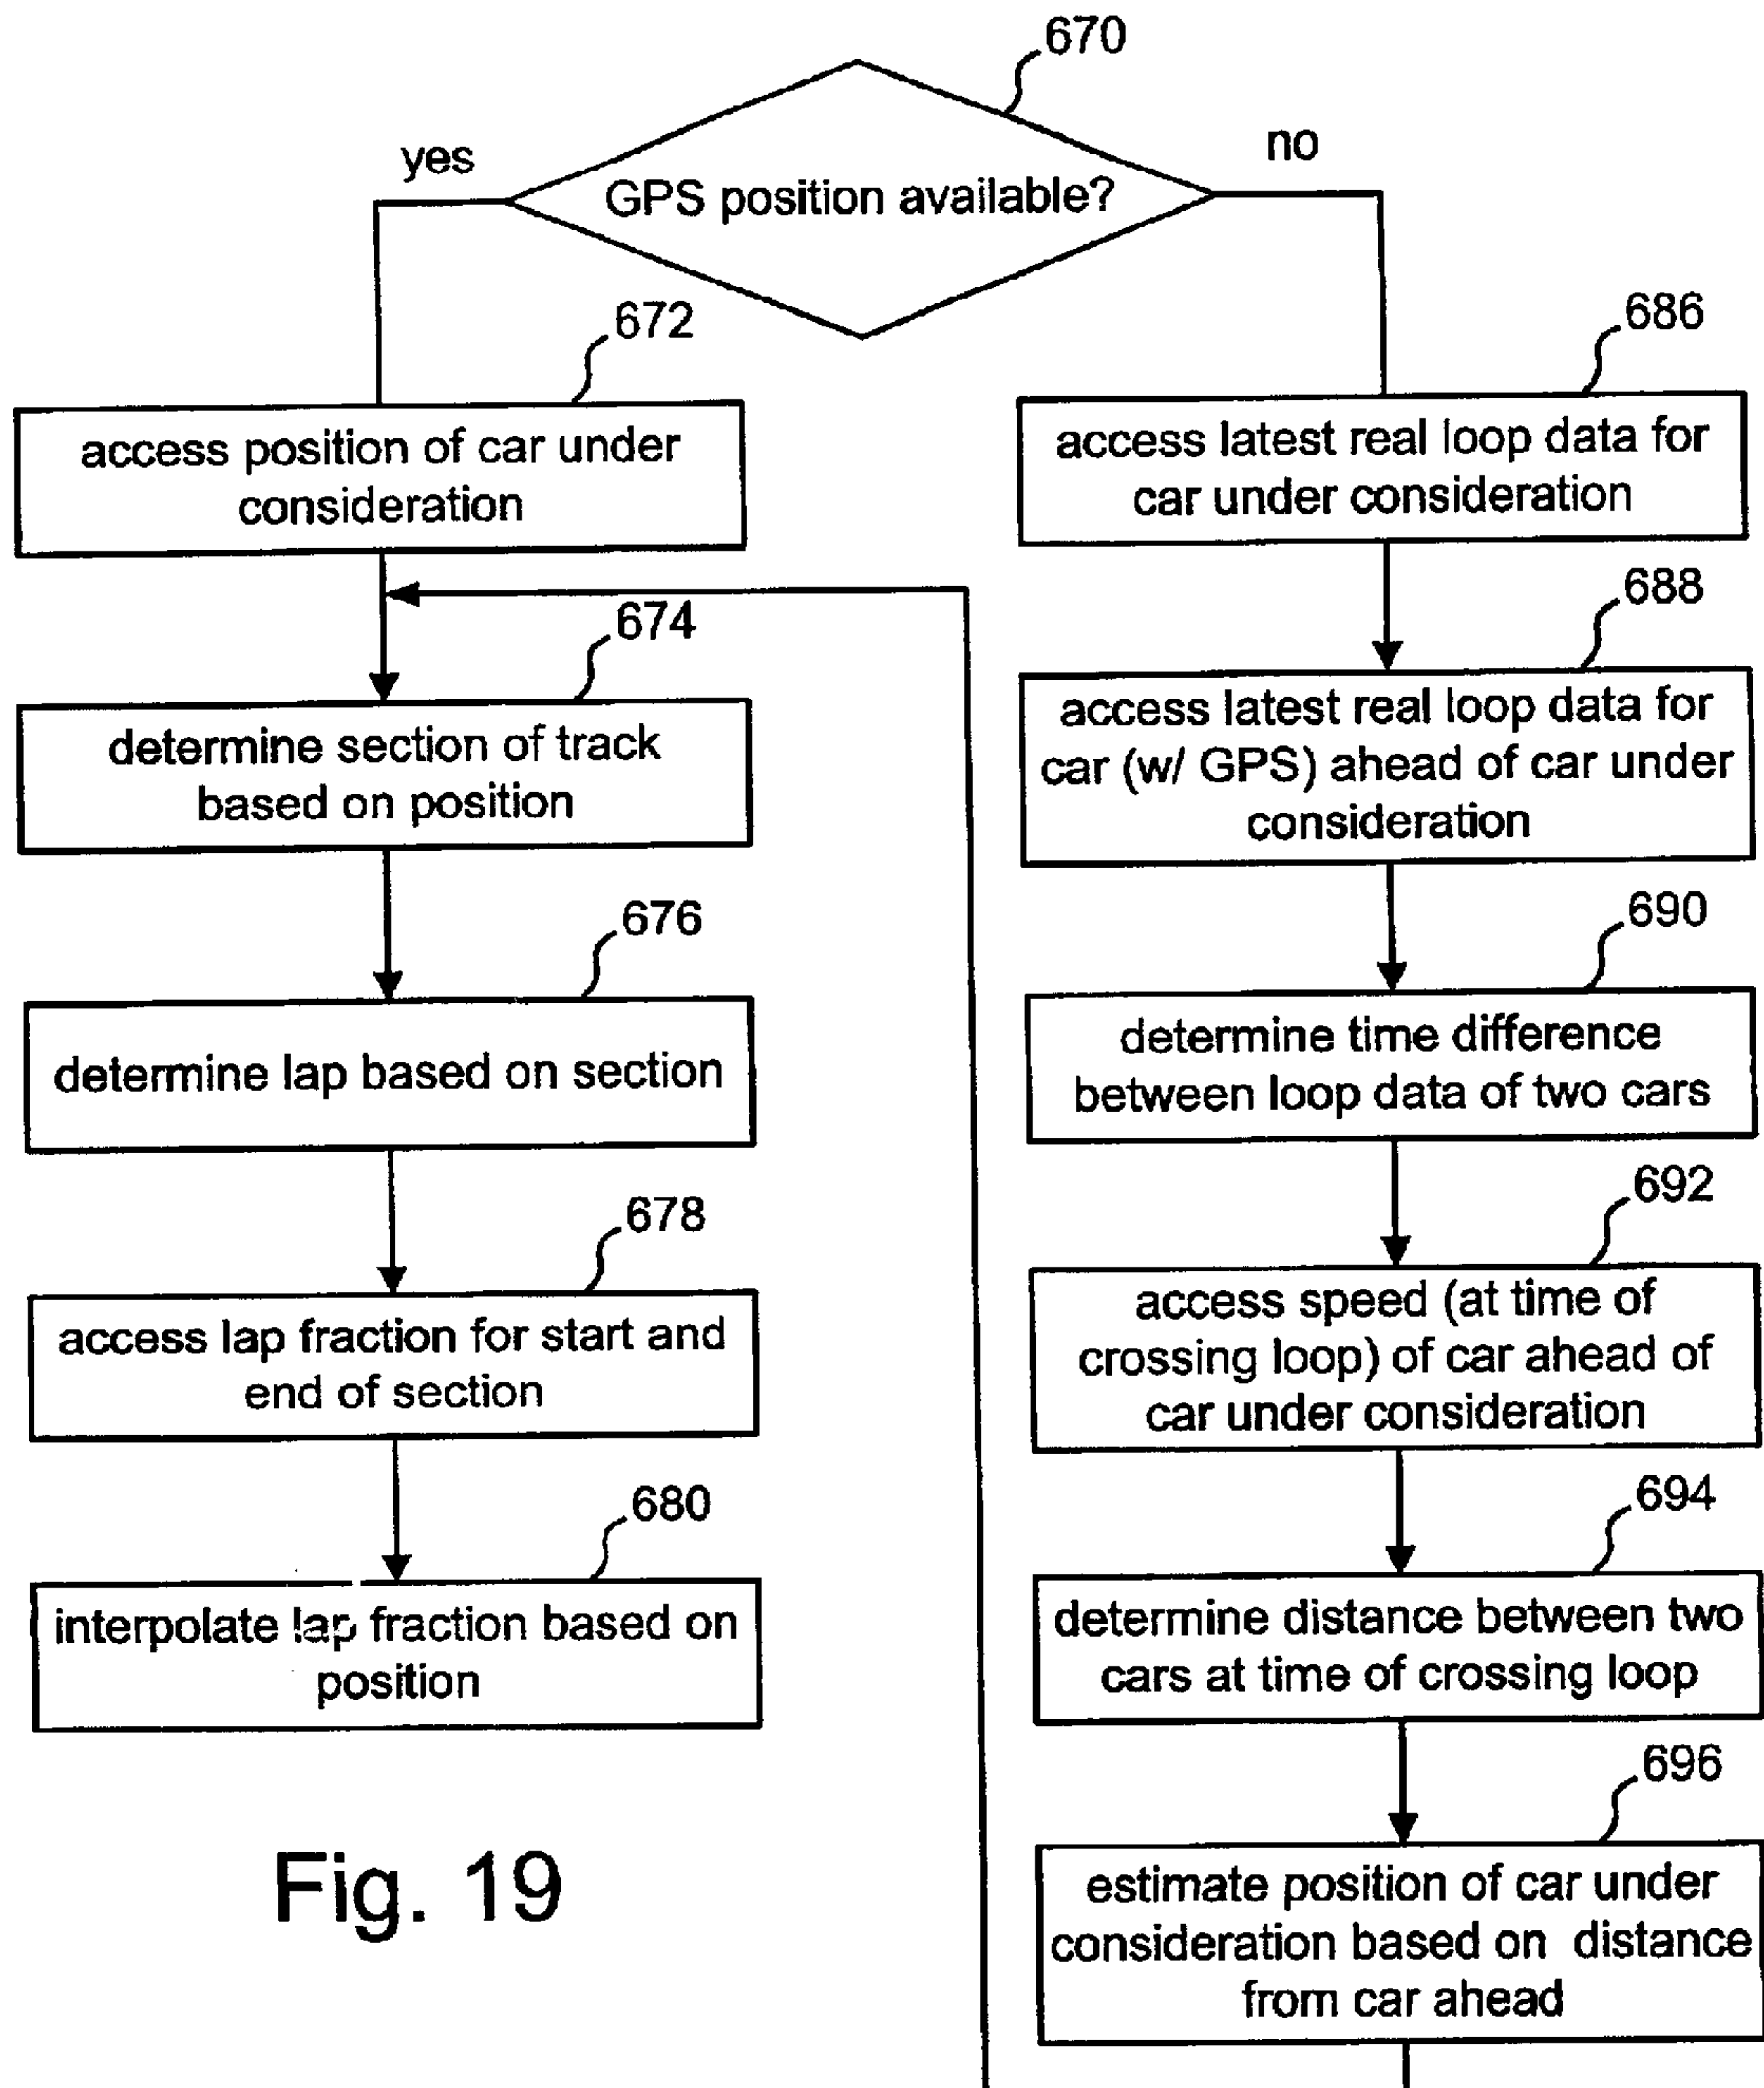 670
yes
no
GPS position available?
672
access position of car under
consideration
674
determine section of track
based on position
676
determine lap based on section
678
access lap fraction for start and
end of section
680
interpolate lap fraction based on
position
686
access latest real loop data for
car under consideration
688
access latest real loop data for
car (w/ GPS) ahead of car under
consideration
690
determine time difference
between loop data of two cars
692
access speed (at time of
crossing loop) of car ahead of
car under consideration
694
determine distance between two
cars at time of crossing loop
696
estimate position of car under
consideration based on distance
from car ahead
Fig. 19